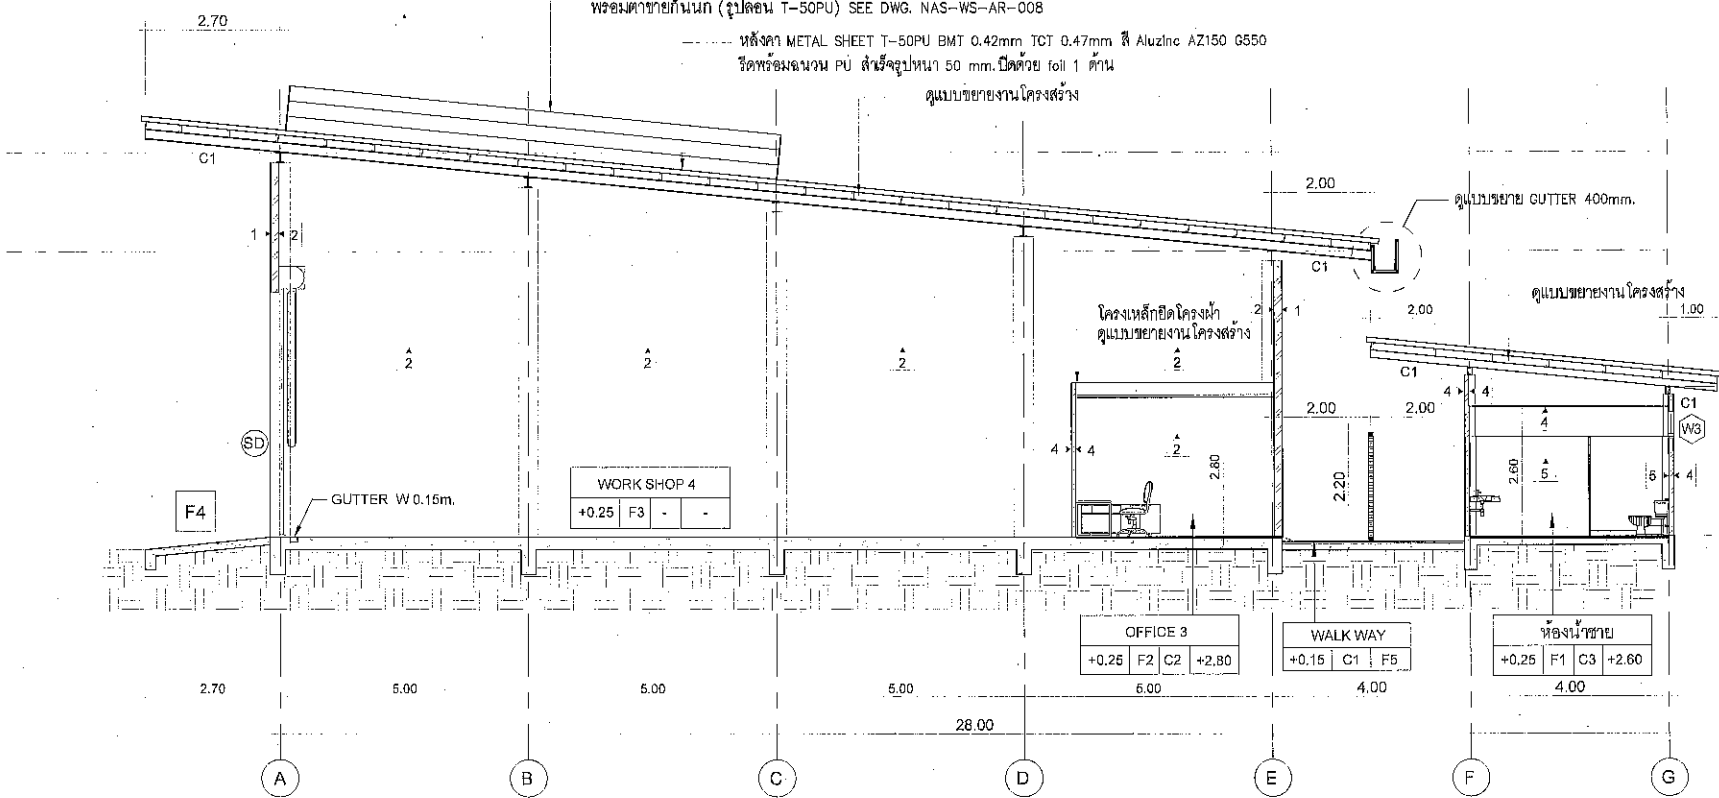 พร้อมตาข่ายกันนก (รูปลอน T-50PU) SEE DWG. NAS-WS-AR-008
2.70
หลังคา METAL SHEET T-50PU BMT 0.42mm TCT 0.47mm สี Aluzinc AZ150 G550
รีดพร้อมฉนวน PU สำเร็จรูปหนา 50 mm.ปิดด้วย foil 1 ด้าน
ดูแบบขยายงานโครงสร้าง
C1
2.00
ดูแบบขยาย GUTTER 400mm.
1 2
C1
ดูแบบขยายงานโครงสร้าง
โครงเหล็กยึดโครงฝ้า
ดูแบบขยายงานโครงสร้าง
2 1
2.00
1.00
2
2
2
2
C1
4 4
C1
2.00
2.00
4
W3
SD
4 4
2
2.80
2.20
2.60
5
6 4
WORK SHOP 4
+0.25 F3 - -
GUTTER W 0.15m.
F4
OFFICE 3
+0.25 F2 C2 +2.80
WALK WAY
+0.15 C1 F5
ห้องน้ำชาย
+0.25 F1 C3 +2.60
2.70
5.00
5.00
5.00
5.00
4.00
4.00
28.00
A
B
C
D
E
F
G